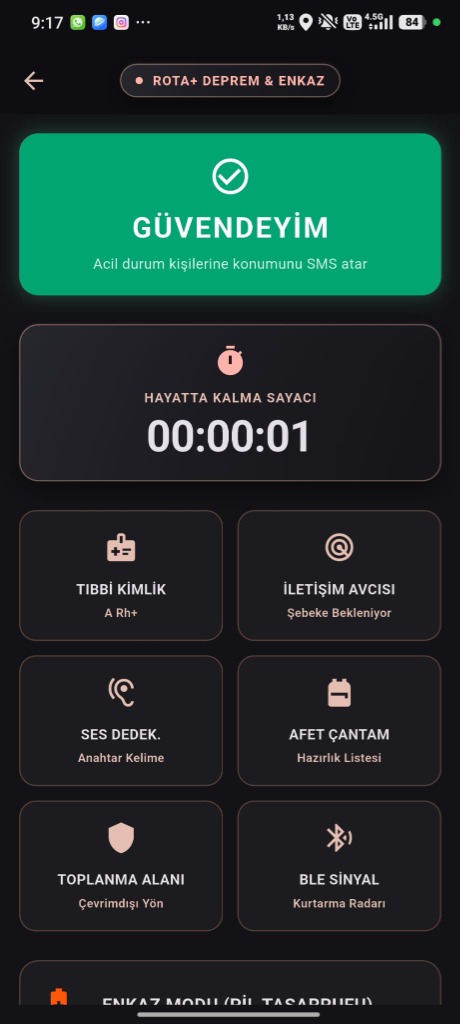 9:17
1,13
KB/s
Vo
LTE
4.5G
84
ROTA+ DEPREM & ENKAZ
GÜVENDEYİM
Acil durum kişilerine konumunu SMS atar
HAYATTA KALMA SAYACI
00:00:01
TIBBİ KİMLİK
A Rh+
İLETİŞİM AVCISI
Şebeke Bekleniyor
SES DEDEK.
Anahtar Kelime
AFET ÇANTAM
Hazırlık Listesi
TOPLANMA ALANI
Çevrimdışı Yön
BLE SİNYAL
Kurtarma Radarı
ENKAZ MODU (PİL TASARRUFU)